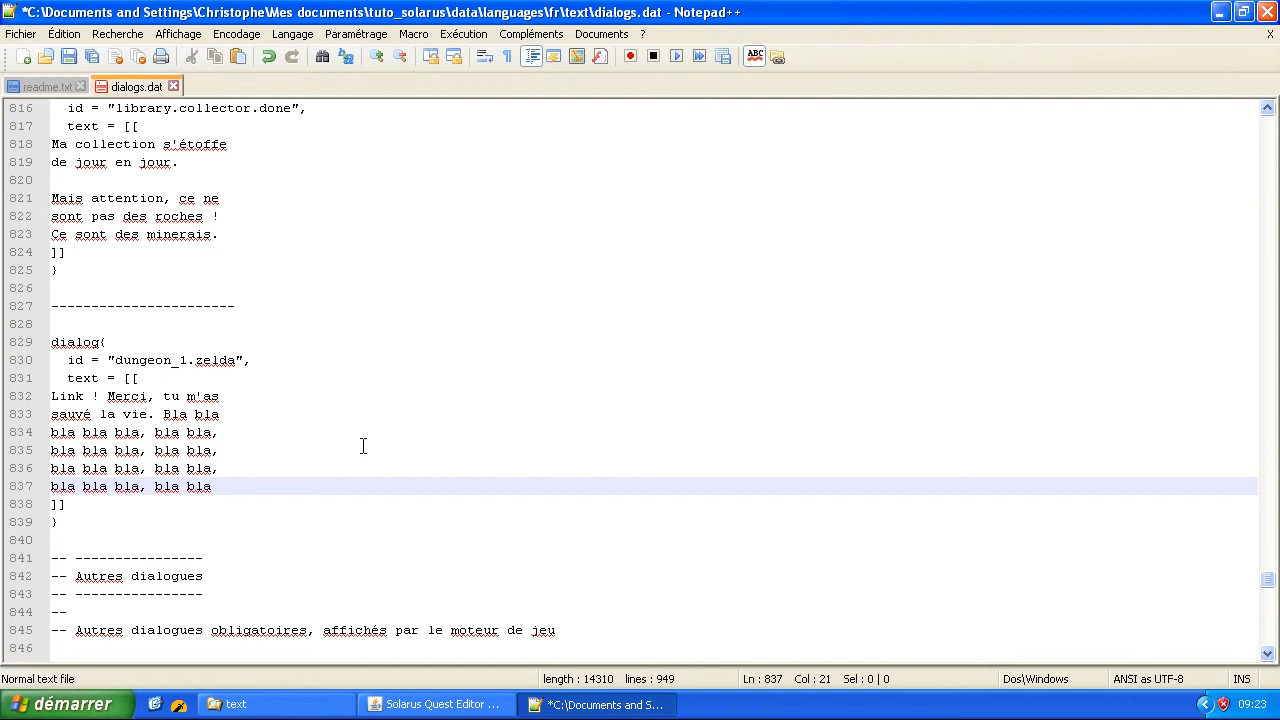 *C:\Documents and Settings\Christophe\Mes documents\tuto_solarus\data\languages\fr\text\dialogs.dat - Notepad++
Fichier Édition Recherche Affichage Encodage Langage Paramétrage Macro Exécution Compléments Documents ? X
ABC
readme.txt dialogs.dat
816 id = "library.collector.done",
817 text = [[
818 Ma collection s'étoffe
819 de jour en jour.
820
821 Mais attention, ce ne
822 sont pas des roches !
823 Ce sont des minerais.
824 ]]
825 }
826
827 -----------------------
828
829 dialog{
830 id = "dungeon_1.zelda",
831 text = [[
832 Link ! Merci, tu m'as
833 sauvé la vie. Bla bla
834 bla bla bla, bla bla,
835 bla bla bla, bla bla,
836 bla bla bla, bla bla,
837 bla bla bla, bla bla
838 ]]
839 }
840
841 -- ----------------
842 -- Autres dialogues
843 -- ----------------
844 --
845 -- Autres dialogues obligatoires, affichés par le moteur de jeu
846
Normal text file length : 14310 lines : 949 Ln : 837 Col : 21 Sel : 0 | 0 Dos\Windows ANSI as UTF-8 INS
démarrer text Solarus Quest Editor ... *C:\Documents and S... 09:23